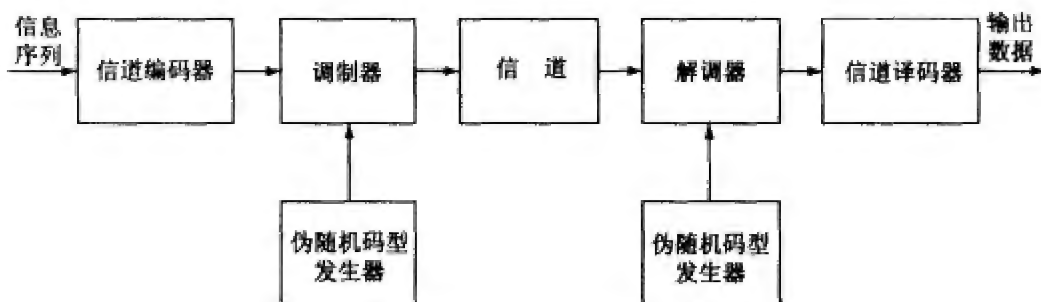 信息
序列
信道编码器
调制器
信 道
解调器
信道译码器
输出
数据
伪随机码型
发生器
伪随机码型
发生器